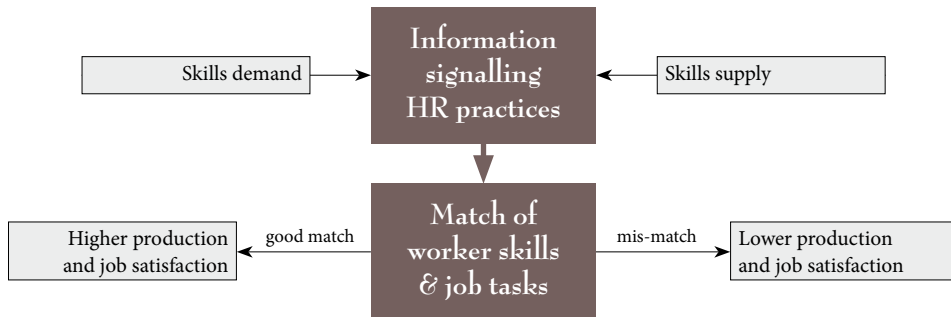 Information
signalling
HR practices
Skills demand
Skills supply
Match of
worker skills
& job tasks
Higher production
and job satisfaction
good match
mis-match
Lower production
and job satisfaction